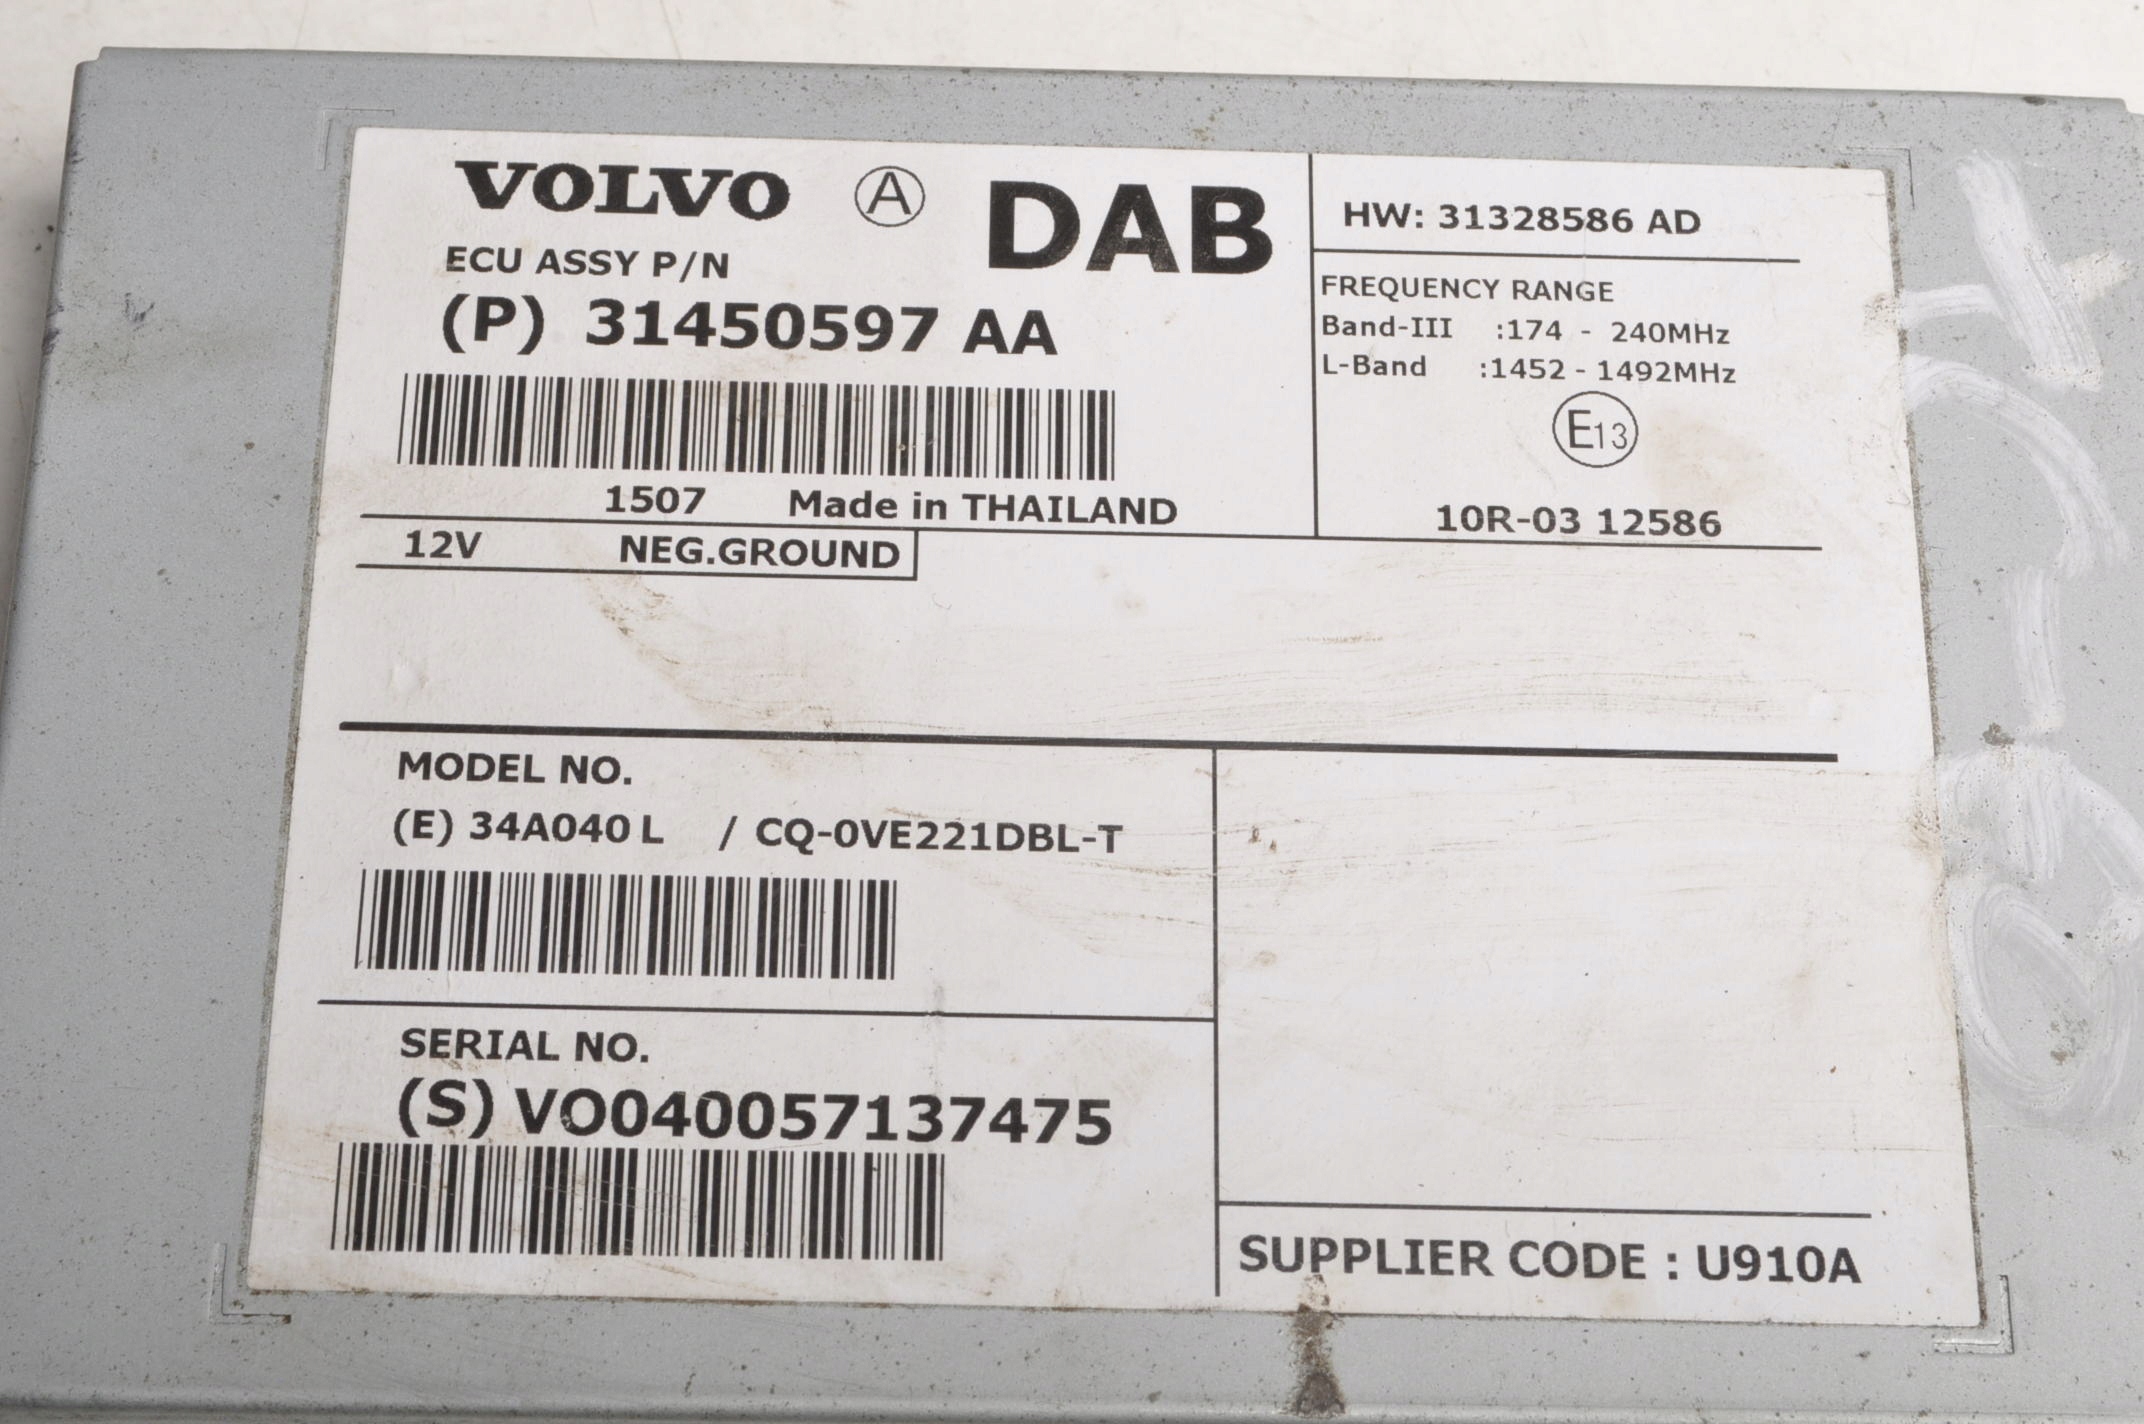 VOLVO Ⓐ DAB
ECU ASSY P/N
(P) 31450597 AA
1507 Made in THAILAND
12V NEG.GROUND
HW: 31328586 AD
FREQUENCY RANGE
Band-III :174 - 240MHz
L-Band :1452 - 1492MHz
E13
10R-03 12586
MODEL NO.
(E) 34A040 L / CQ-0VE221DBL-T
SERIAL NO.
(S) VO040057137475
SUPPLIER CODE : U910A